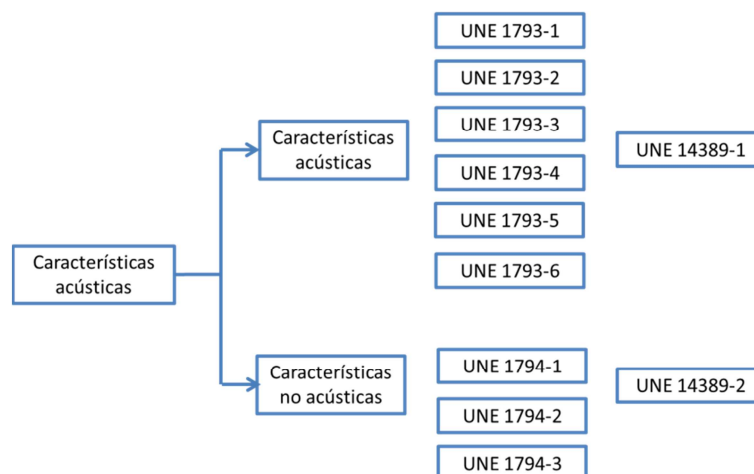 UNE 1793-1
UNE 1793-2
UNE 1793-3
UNE 1793-4
UNE 1793-5
UNE 1793-6
Características
acústicas
UNE 14389-1
Características
acústicas
Características
no acústicas
UNE 1794-1
UNE 1794-2
UNE 1794-3
UNE 14389-2